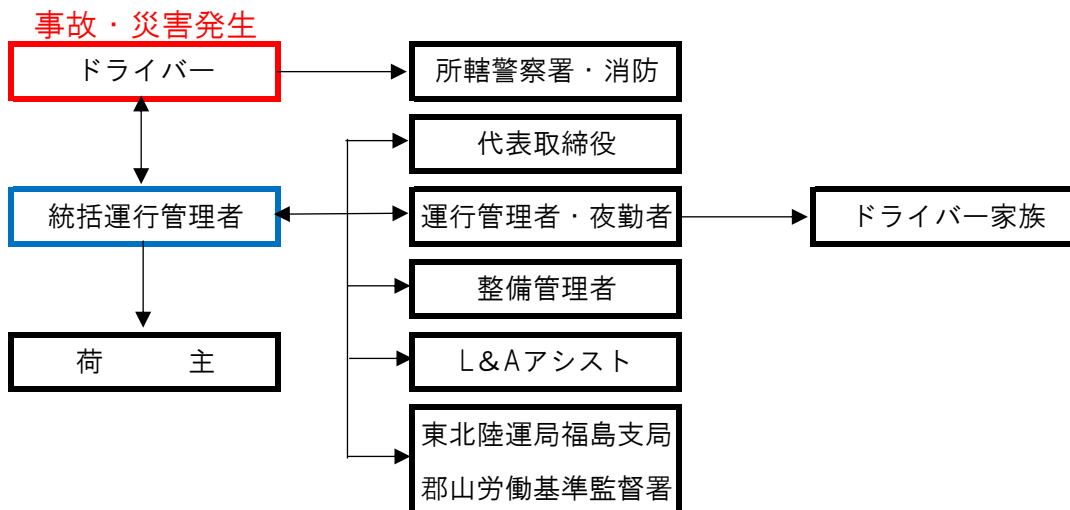 事故・災害発生
ドライバー
所轄警察署・消防
代表取締役
統括運行管理者
運行管理者・夜勤者
ドライバー家族
整備管理者
荷　　主
L&Aアシスト
東北陸運局福島支局
郡山労働基準監督署